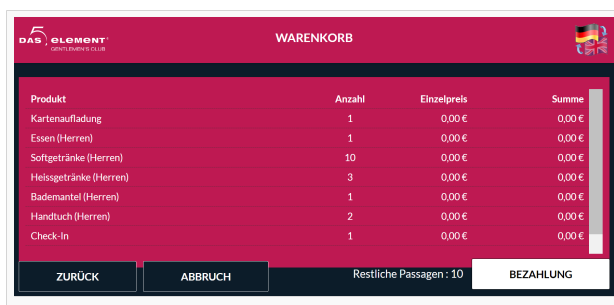 5
DAS ELEMENT
GENTLEMEN'S CLUB
WARENKORB
Produkt Anzahl Einzelpreis Summe
Kartenaufladung 1 0,00 € 0,00 €
Essen (Herren) 1 0,00 € 0,00 €
Softgetränke (Herren) 10 0,00 € 0,00 €
Heissgetränke (Herren) 3 0,00 € 0,00 €
Bademantel (Herren) 1 0,00 € 0,00 €
Handtuch (Herren) 2 0,00 € 0,00 €
Check-In 1 0,00 € 0,00 €
ZURÜCK ABBRUCH Restliche Passagen : 10 BEZAHLUNG